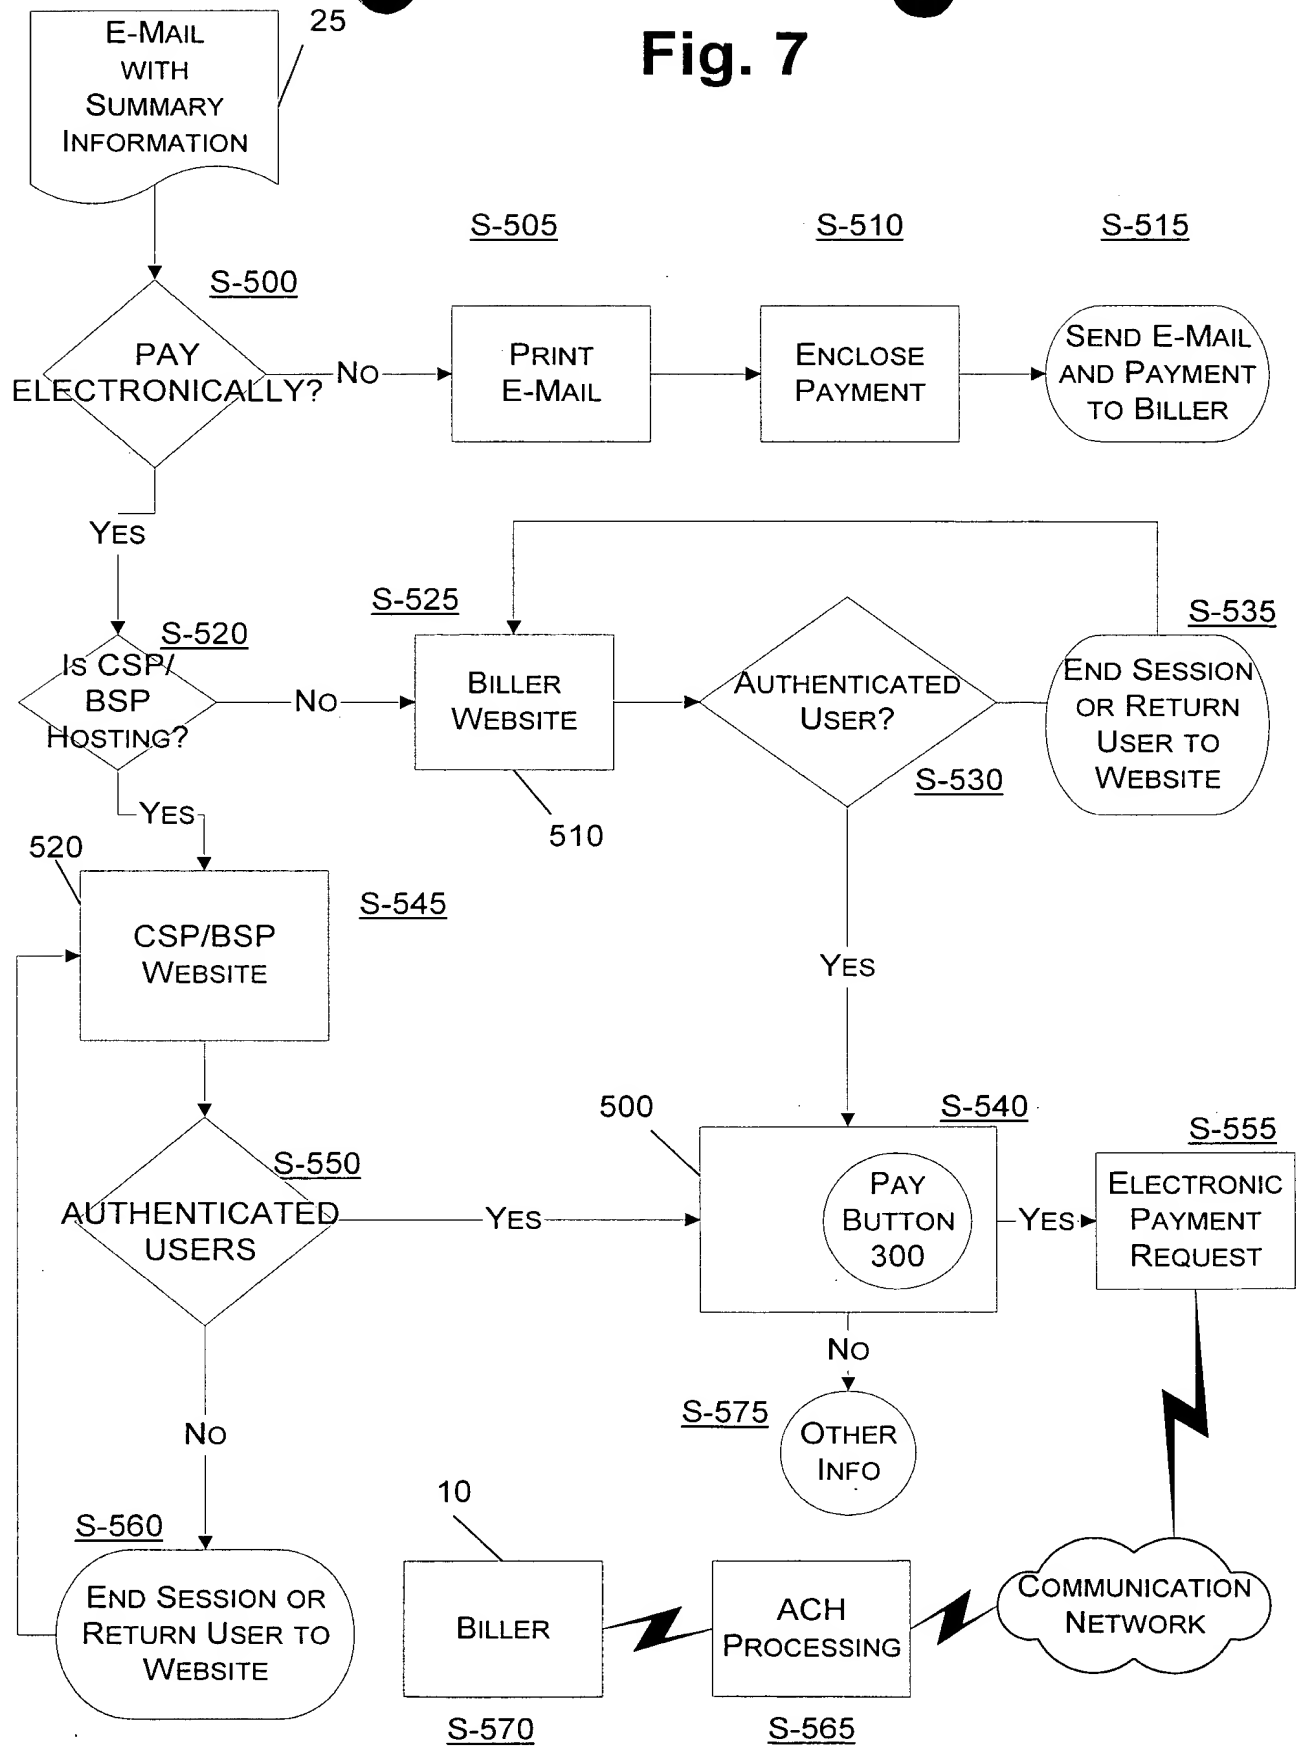 Fig. 7
25
E-MAIL
WITH
SUMMARY
INFORMATION
S-505
S-510
S-515
S-500
PAY
ELECTRONICALLY?
NO
PRINT
E-MAIL
ENCLOSE
PAYMENT
SEND E-MAIL
AND PAYMENT
TO BILLER
YES
S-520
IS CSP/
BSP
HOSTING?
NO
S-525
BILLER
WEBSITE
510
AUTHENTICATED
USER?
S-530
S-535
END SESSION
OR RETURN
USER TO
WEBSITE
YES
520
CSP/BSP
WEBSITE
S-545
YES
S-550
AUTHENTICATED
USERS
YES
500
S-540
PAY
BUTTON
300
YES
S-555
ELECTRONIC
PAYMENT
REQUEST
NO
S-575
OTHER
INFO
NO
S-560
END SESSION OR
RETURN USER TO
WEBSITE
10
BILLER
S-570
ACH
PROCESSING
S-565
COMMUNICATION
NETWORK